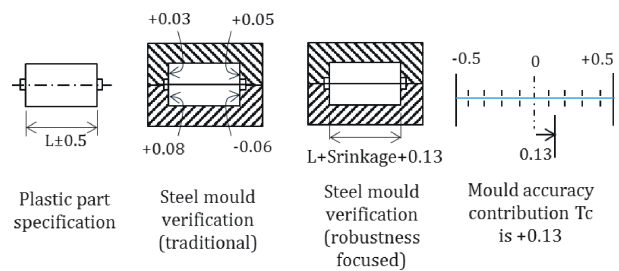 +0.03 +0.05
-0.5 0 +0.5
L±0.5
+0.08 -0.06
L+Srinkage+0.13
0.13
Plastic part
specification
Steel mould
verification
(traditional)
Steel mould
verification
(robustness
focused)
Mould accuracy
contribution Tc
is +0.13